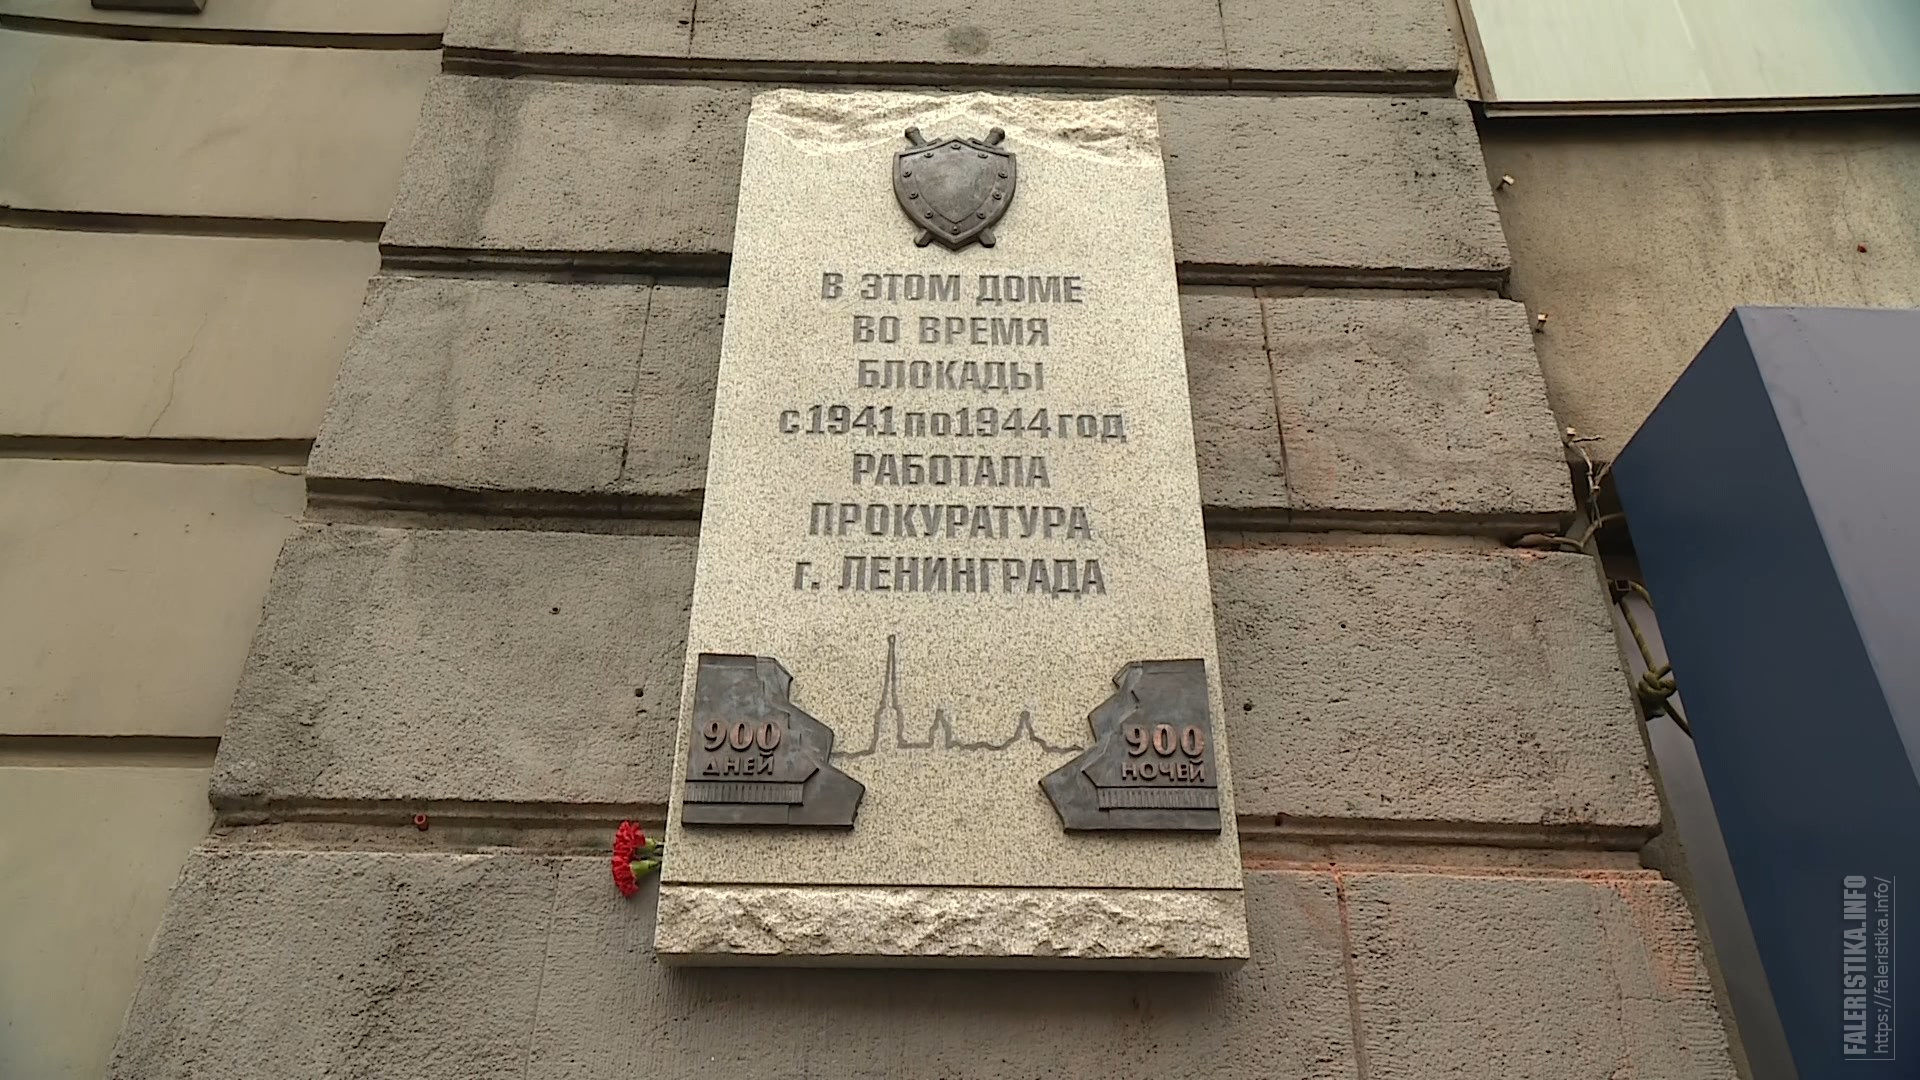 В ЭТОМ ДОМЕ
ВО ВРЕМЯ
БЛОКАДЫ
с 1941 по 1944 год
РАБОТАЛА
ПРОКУРАТУРА
г. ЛЕНИНГРАДА
900
ДНЕЙ
900
НОЧЕЙ
FALERISTIKA.INFO
https://faleristika.info/